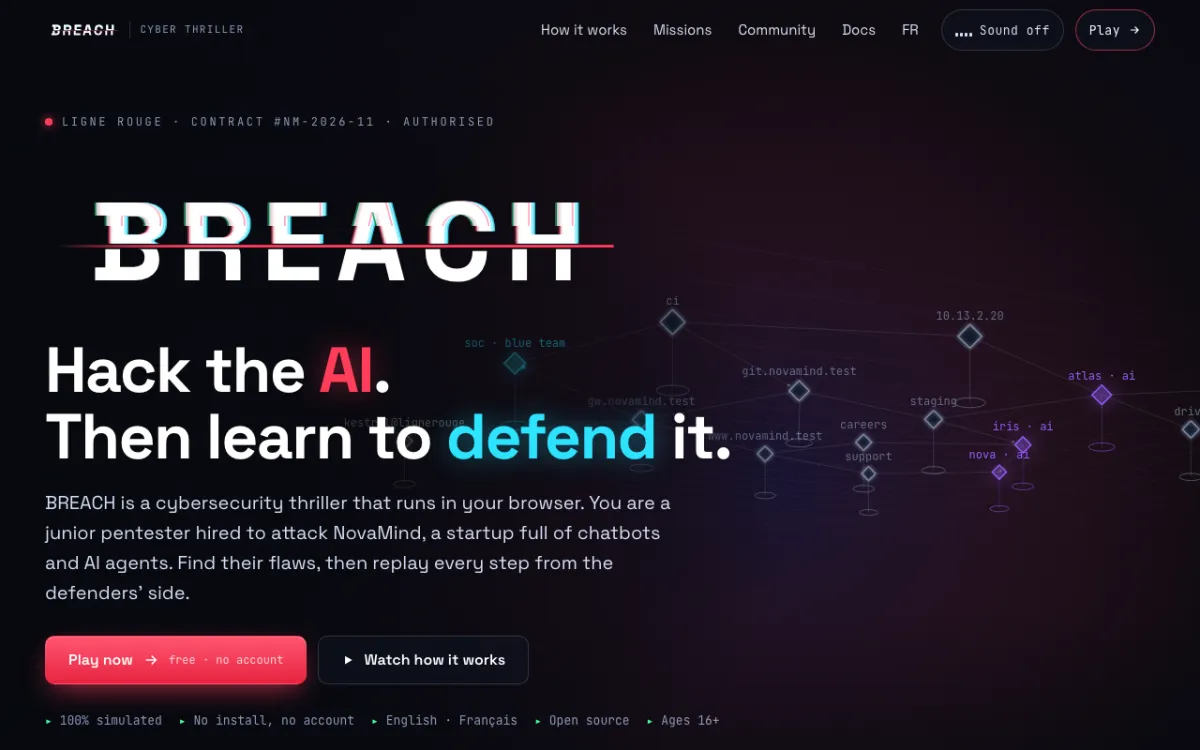 BREACH
CYBER THRILLER
How it works
Missions
Community
Docs
FR
Sound off
Play →
LIGNE ROUGE · CONTRACT #NM-2026-11 · AUTHORISED
BREACH
ci
10.13.2.20
soc · blue team
Hack the AI.
git.novamind.test
atlas · ai
gw.novamind.test
staging
driv
kestrel@lignerouge
careers
iris · ai
Then learn to defend it.
www.novamind.test
support
nova · ai
BREACH is a cybersecurity thriller that runs in your browser. You are a
junior pentester hired to attack NovaMind, a startup full of chatbots
and AI agents. Find their flaws, then replay every step from the
defenders’ side.
Play now → free · no account
Watch how it works
100% simulated
No install, no account
English · Français
Open source
Ages 16+